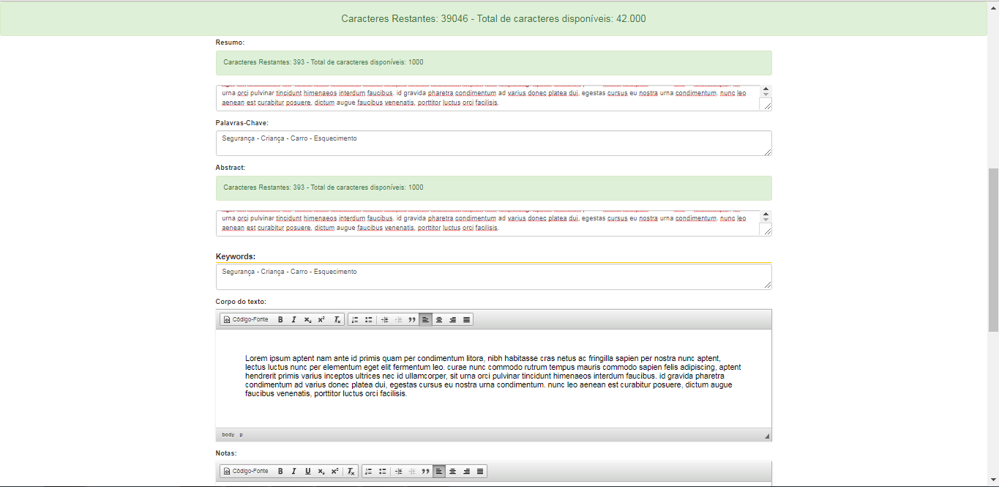 Caracteres Restantes: 39046 - Total de caracteres disponíveis: 42.000
Resumo:
Caracteres Restantes: 393 - Total de caracteres disponíveis: 1000
urna orci pulvinar tincidunt himenaeos interdum faucibus. id gravida pharetra condimentum ad varius donec platea dui, egestas cursus eu nostra urna condimentum. nunc leo
aenean est curabitur posuere, dictum augue faucibus venenatis, porttitor luctus orci facilisis.
Palavras-Chave:
Segurança - Criança - Carro - Esquecimento
Abstract:
Caracteres Restantes: 393 - Total de caracteres disponíveis: 1000
urna orci pulvinar tincidunt himenaeos interdum faucibus. id gravida pharetra condimentum ad varius donec platea dui, egestas cursus eu nostra urna condimentum. nunc leo
aenean est curabitur posuere, dictum augue faucibus venenatis, porttitor luctus orci facilisis.
Keywords:
Segurança - Criança - Carro - Esquecimento
Corpo do texto:
Código-Fonte
Lorem ipsum aptent nam ante id primis quam per condimentum litora, nibh habitasse cras netus ac fringilla sapien per nostra nunc aptent,
lectus luctus nunc per elementum eget elit fermentum leo. curae nunc commodo rutrum tempus mauris commodo sapien felis adipiscing, aptent
hendrerit primis varius inceptos ultrices nec id ullamcorper, sit urna orci pulvinar tincidunt himenaeos interdum faucibus. id gravida pharetra
condimentum ad varius donec platea dui, egestas cursus eu nostra urna condimentum. nunc leo aenean est curabitur posuere, dictum augue
faucibus venenatis, porttitor luctus orci facilisis.
body p
Notas:
Código-Fonte